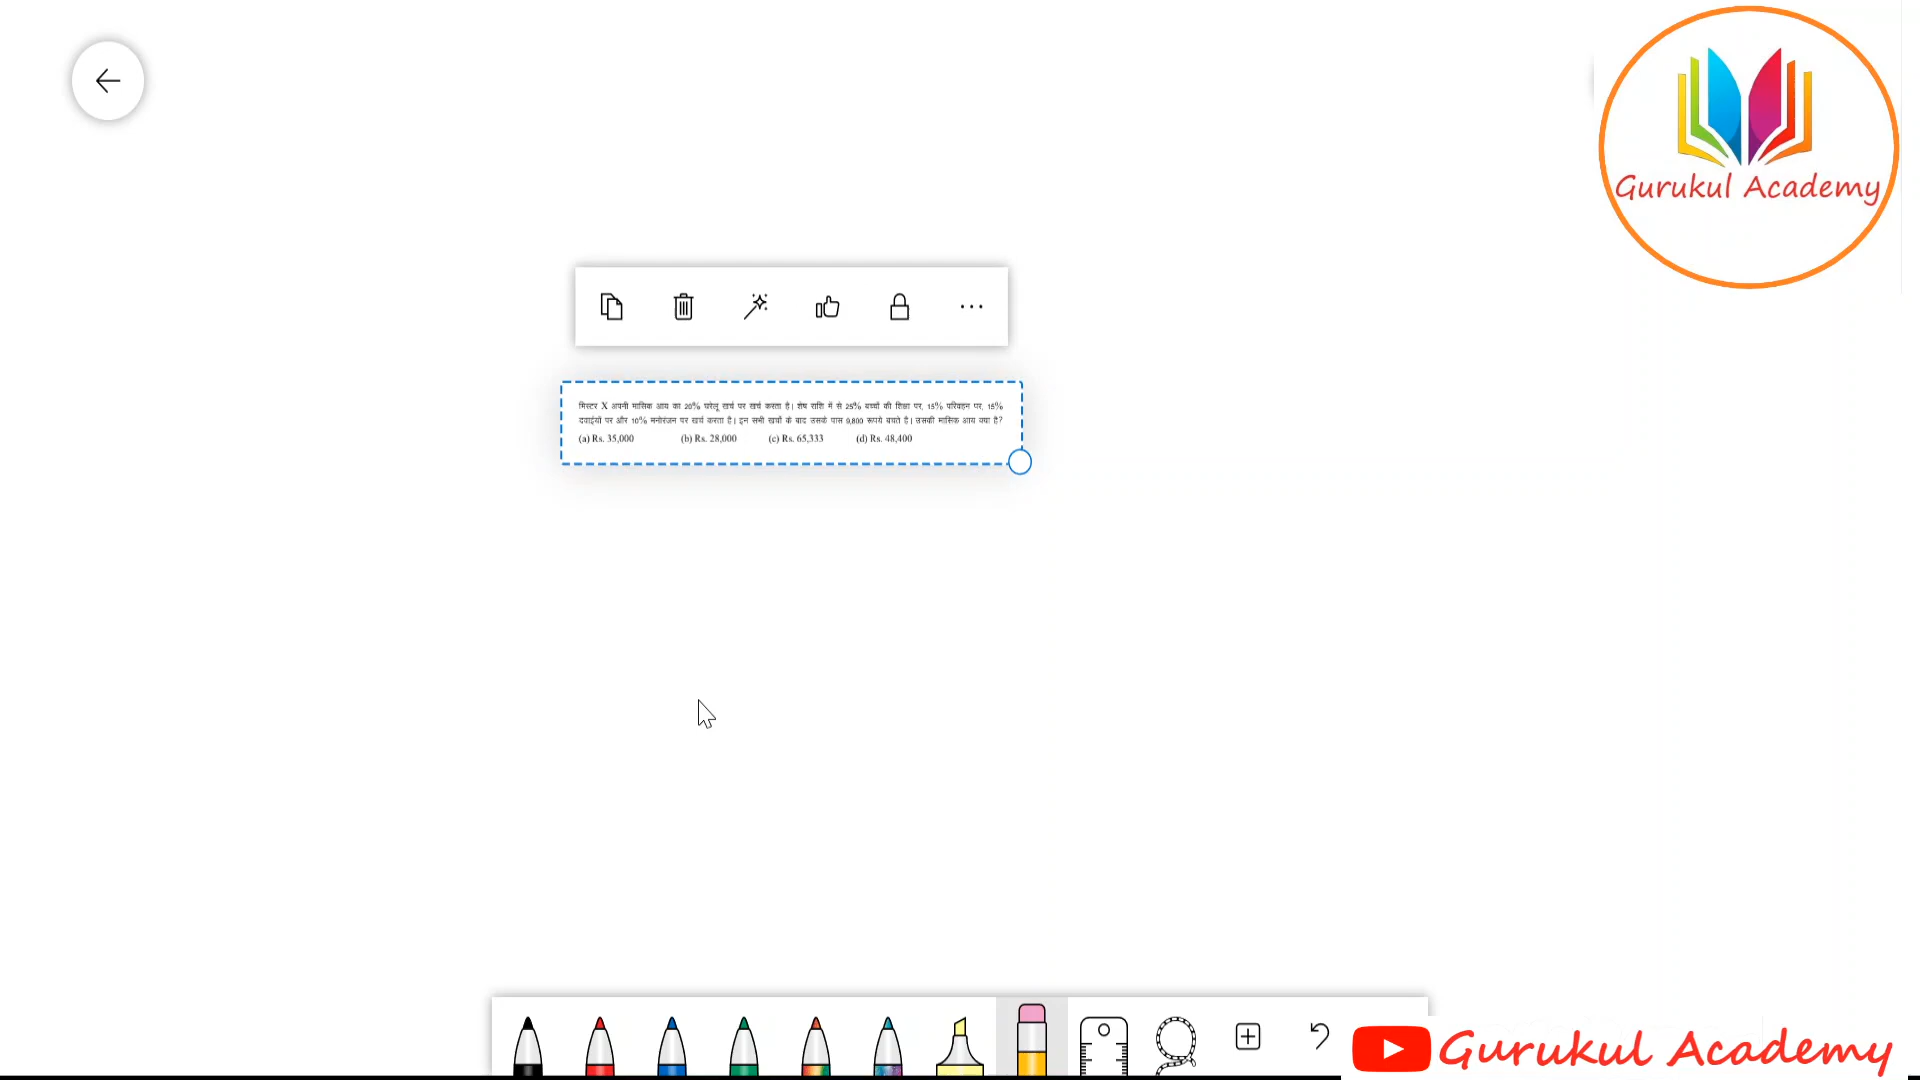 Gurukul Academy
मिस्टर X अपनी मासिक आय का 20% घरेलू खर्च पर खर्च करता है। शेष राशि में से 25% बच्चों की शिक्षा पर, 15% परिवहन पर, 15%
दवाईयों पर और 10% मनोरंजन पर खर्च करता है। इन सभी खर्चों के बाद उसके पास 9,800 रूपये बचते है। उसकी मासिक आय क्या है?
(a) Rs. 35,000 (b) Rs. 28,000 (c) Rs. 65,333 (d) Rs. 48,400
Gurukul Academy